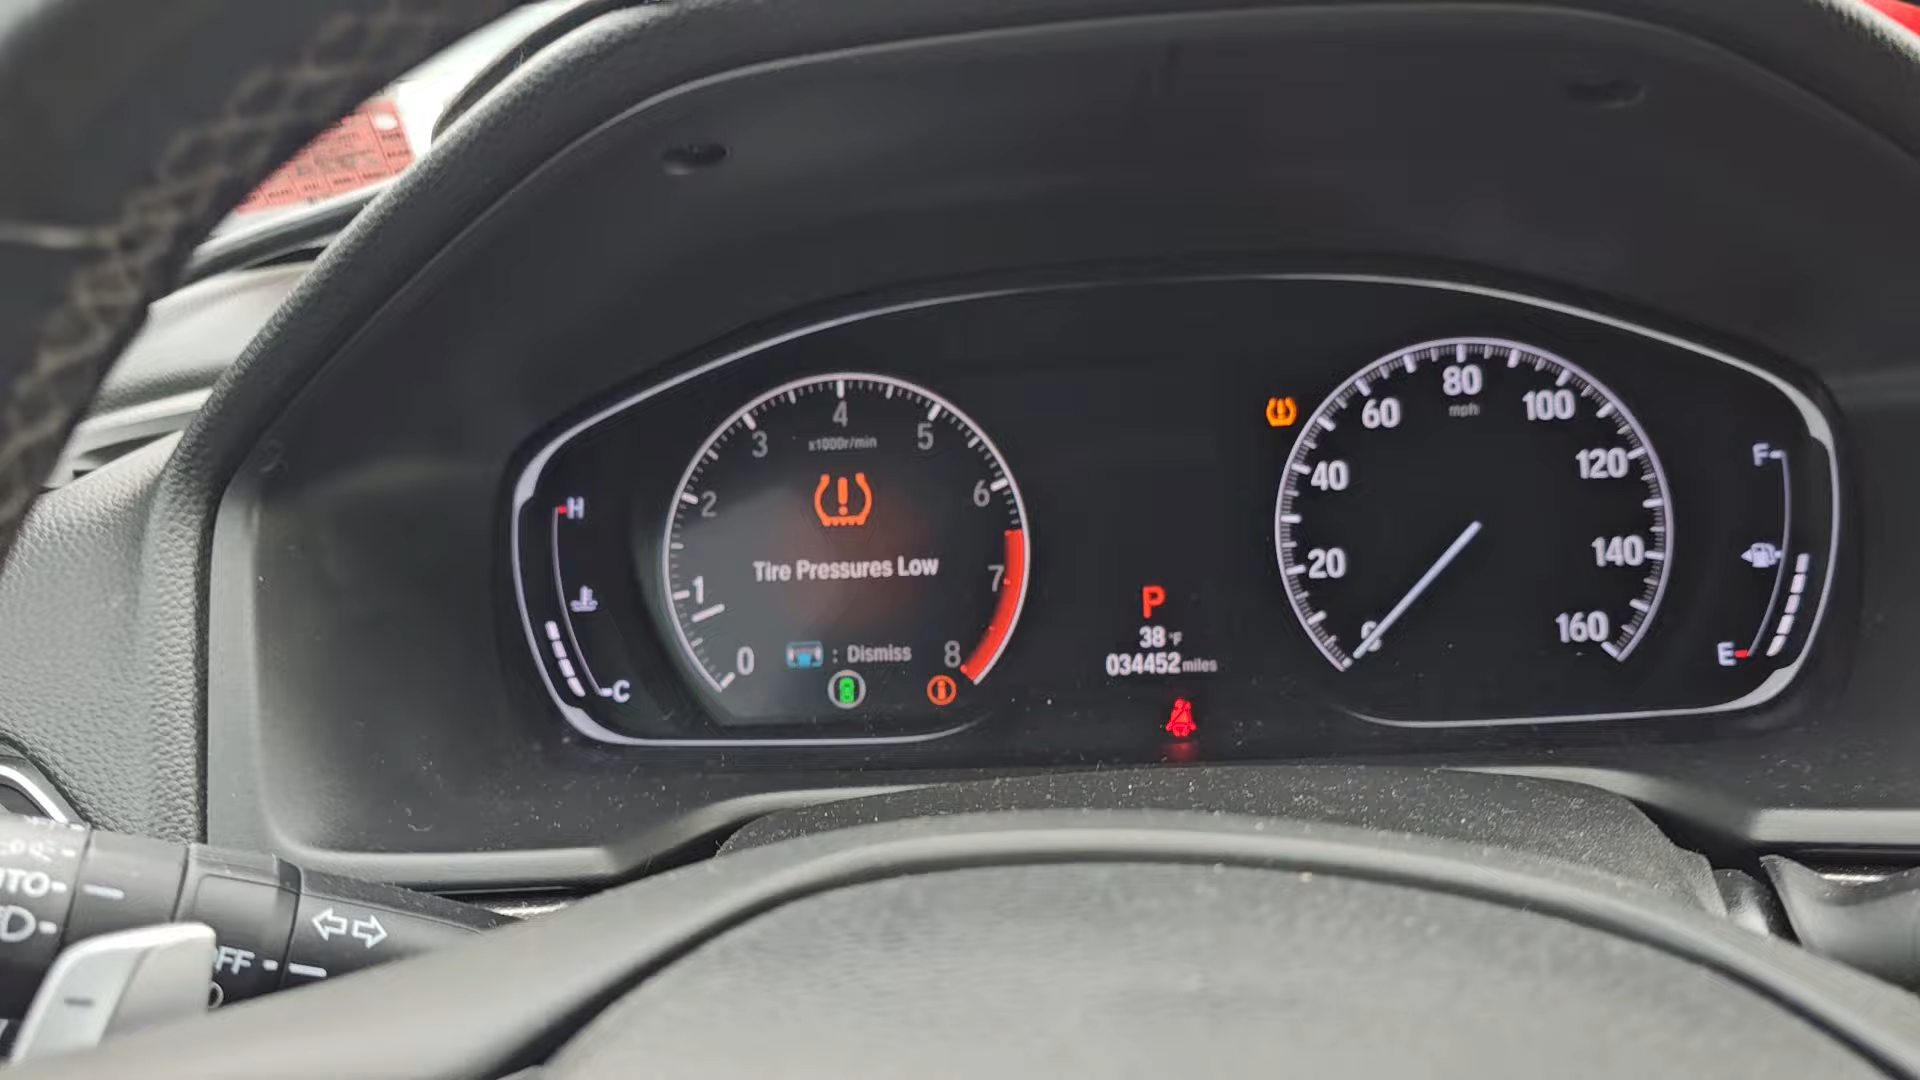 H
C
4
x1000r/min
3
5
2
6
Tire Pressures Low
1
7
0
: Dismiss
8
P
38 °F
034452 miles
80
mph
60
100
40
120
20
140
160
F
E
OFF